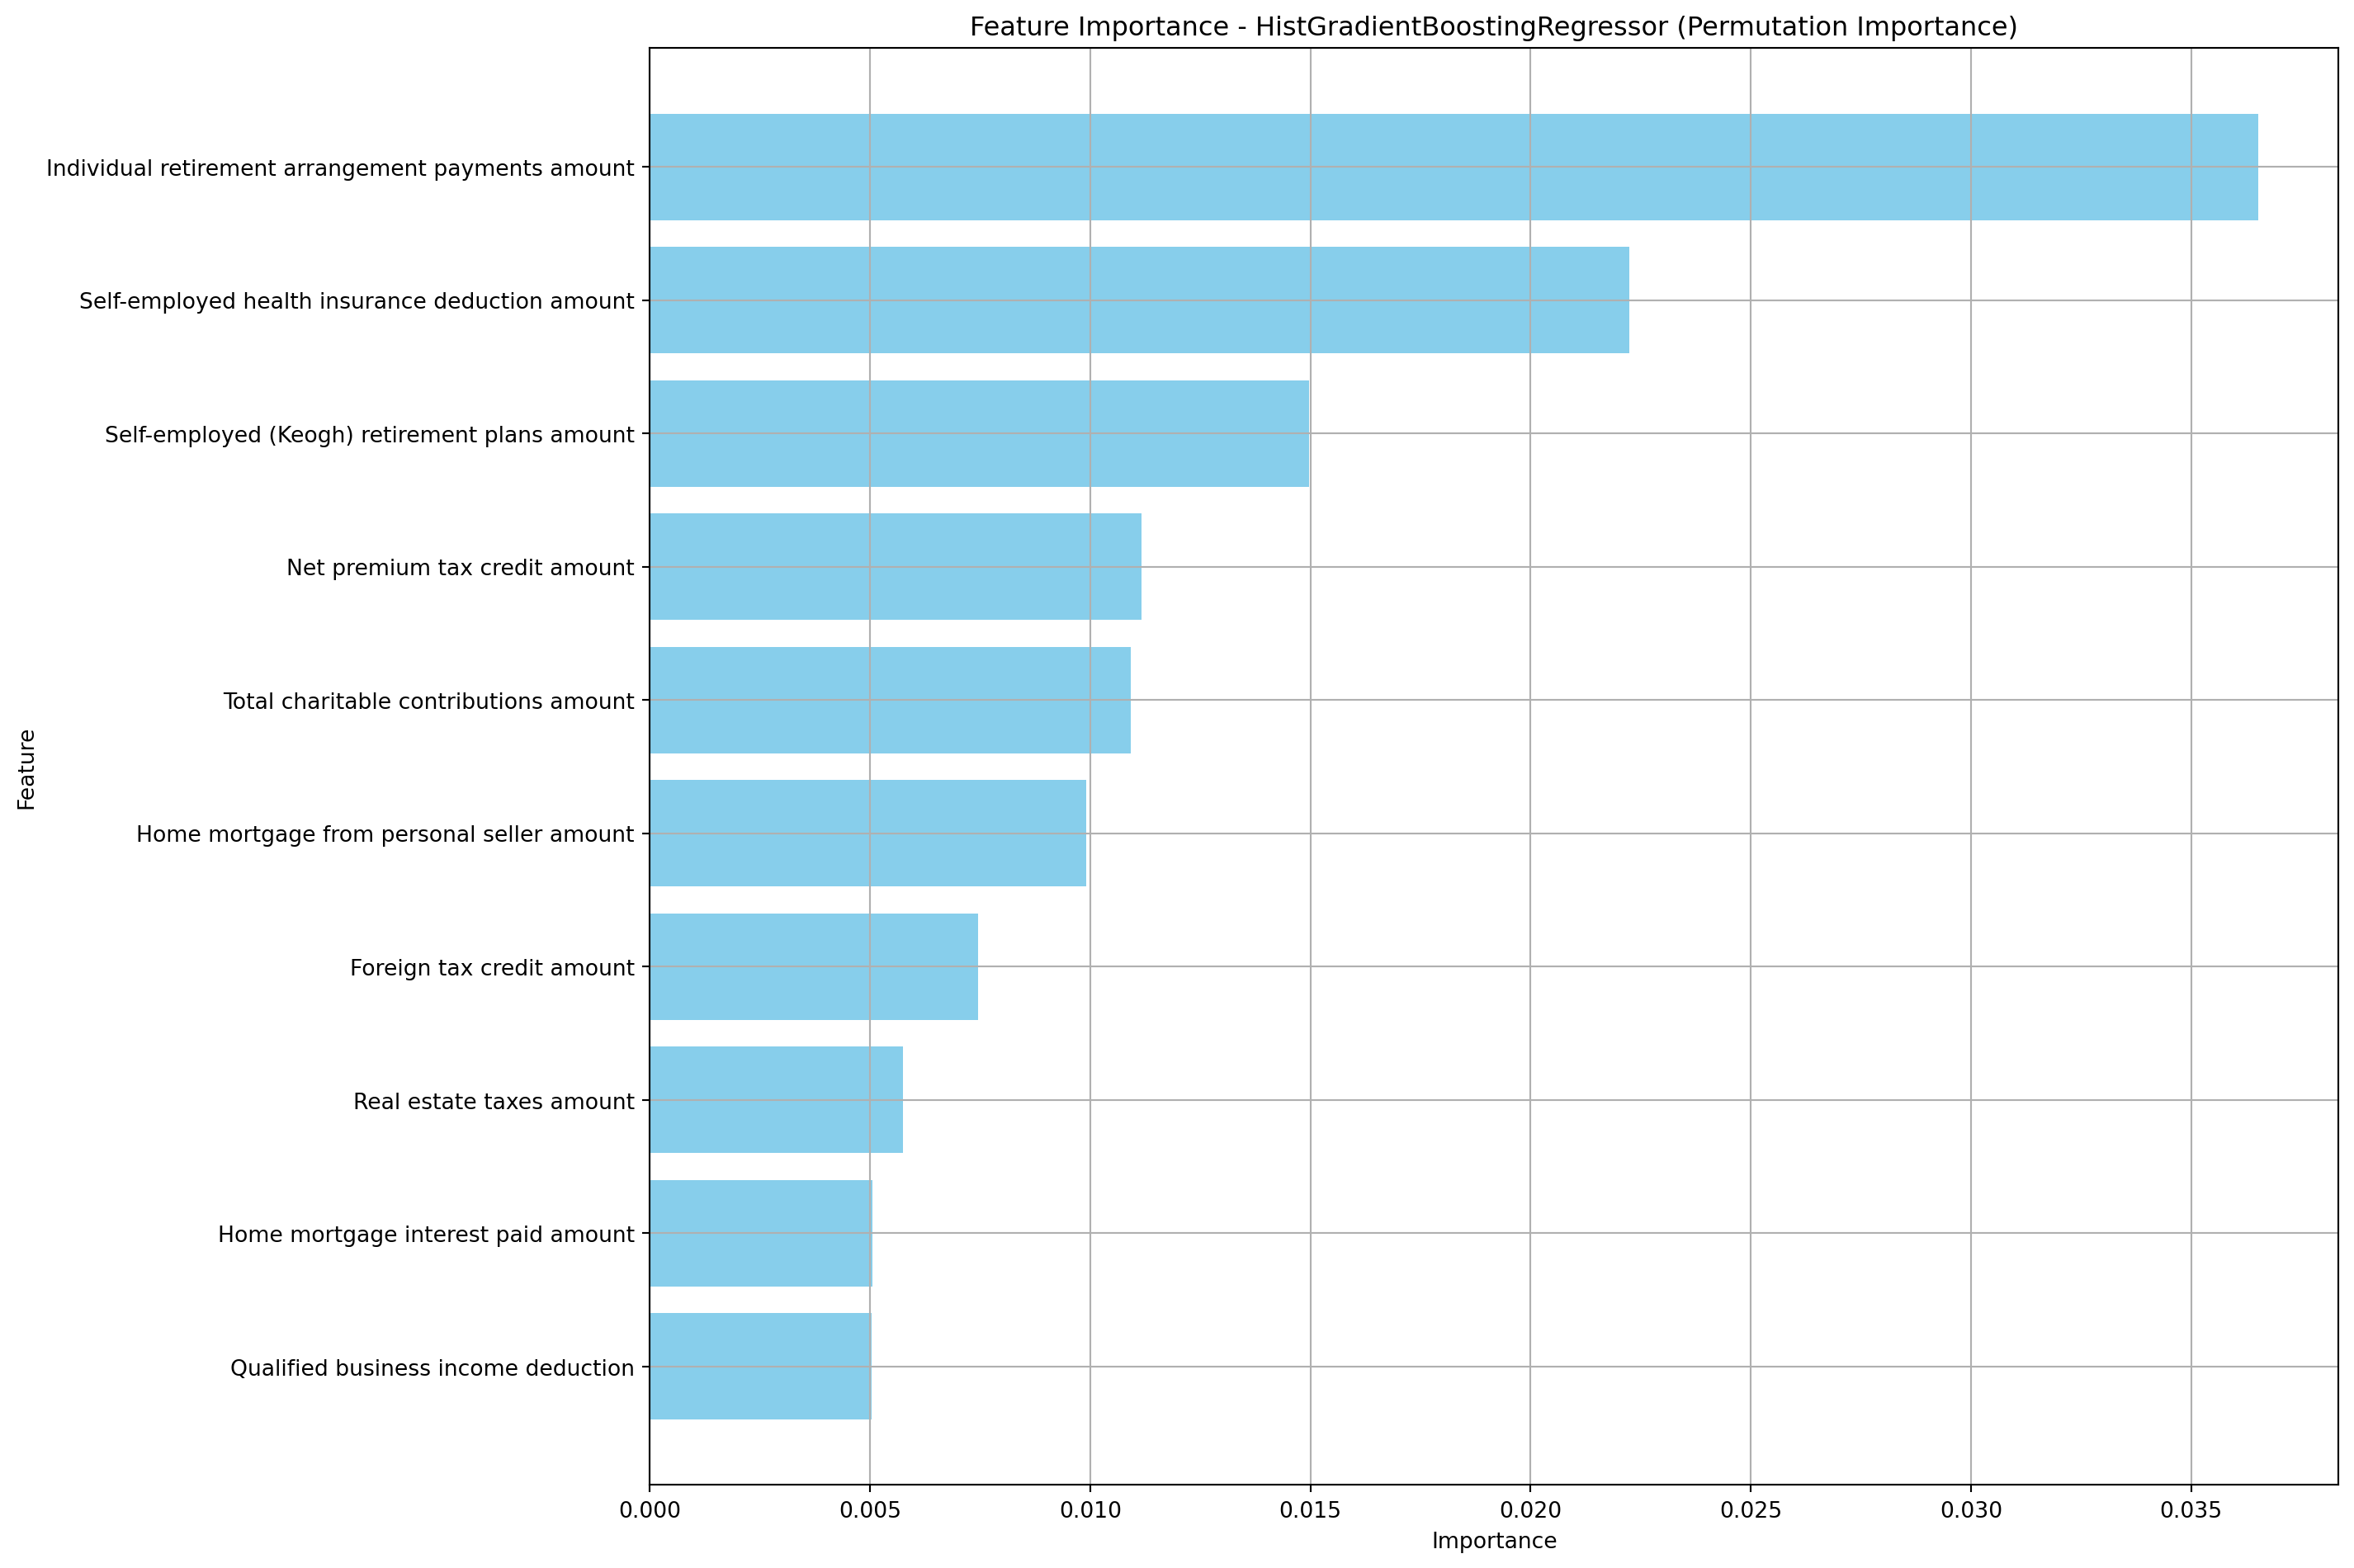 Feature Importance - HistGradientBoostingRegressor (Permutation Importance)
Individual retirement arrangement payments amount
Self-employed health insurance deduction amount
Self-employed (Keogh) retirement plans amount
Net premium tax credit amount
Total charitable contributions amount
Home mortgage from personal seller amount
Foreign tax credit amount
Real estate taxes amount
Home mortgage interest paid amount
Qualified business income deduction
Feature
0.000 0.005 0.010 0.015 0.020 0.025 0.030 0.035
Importance